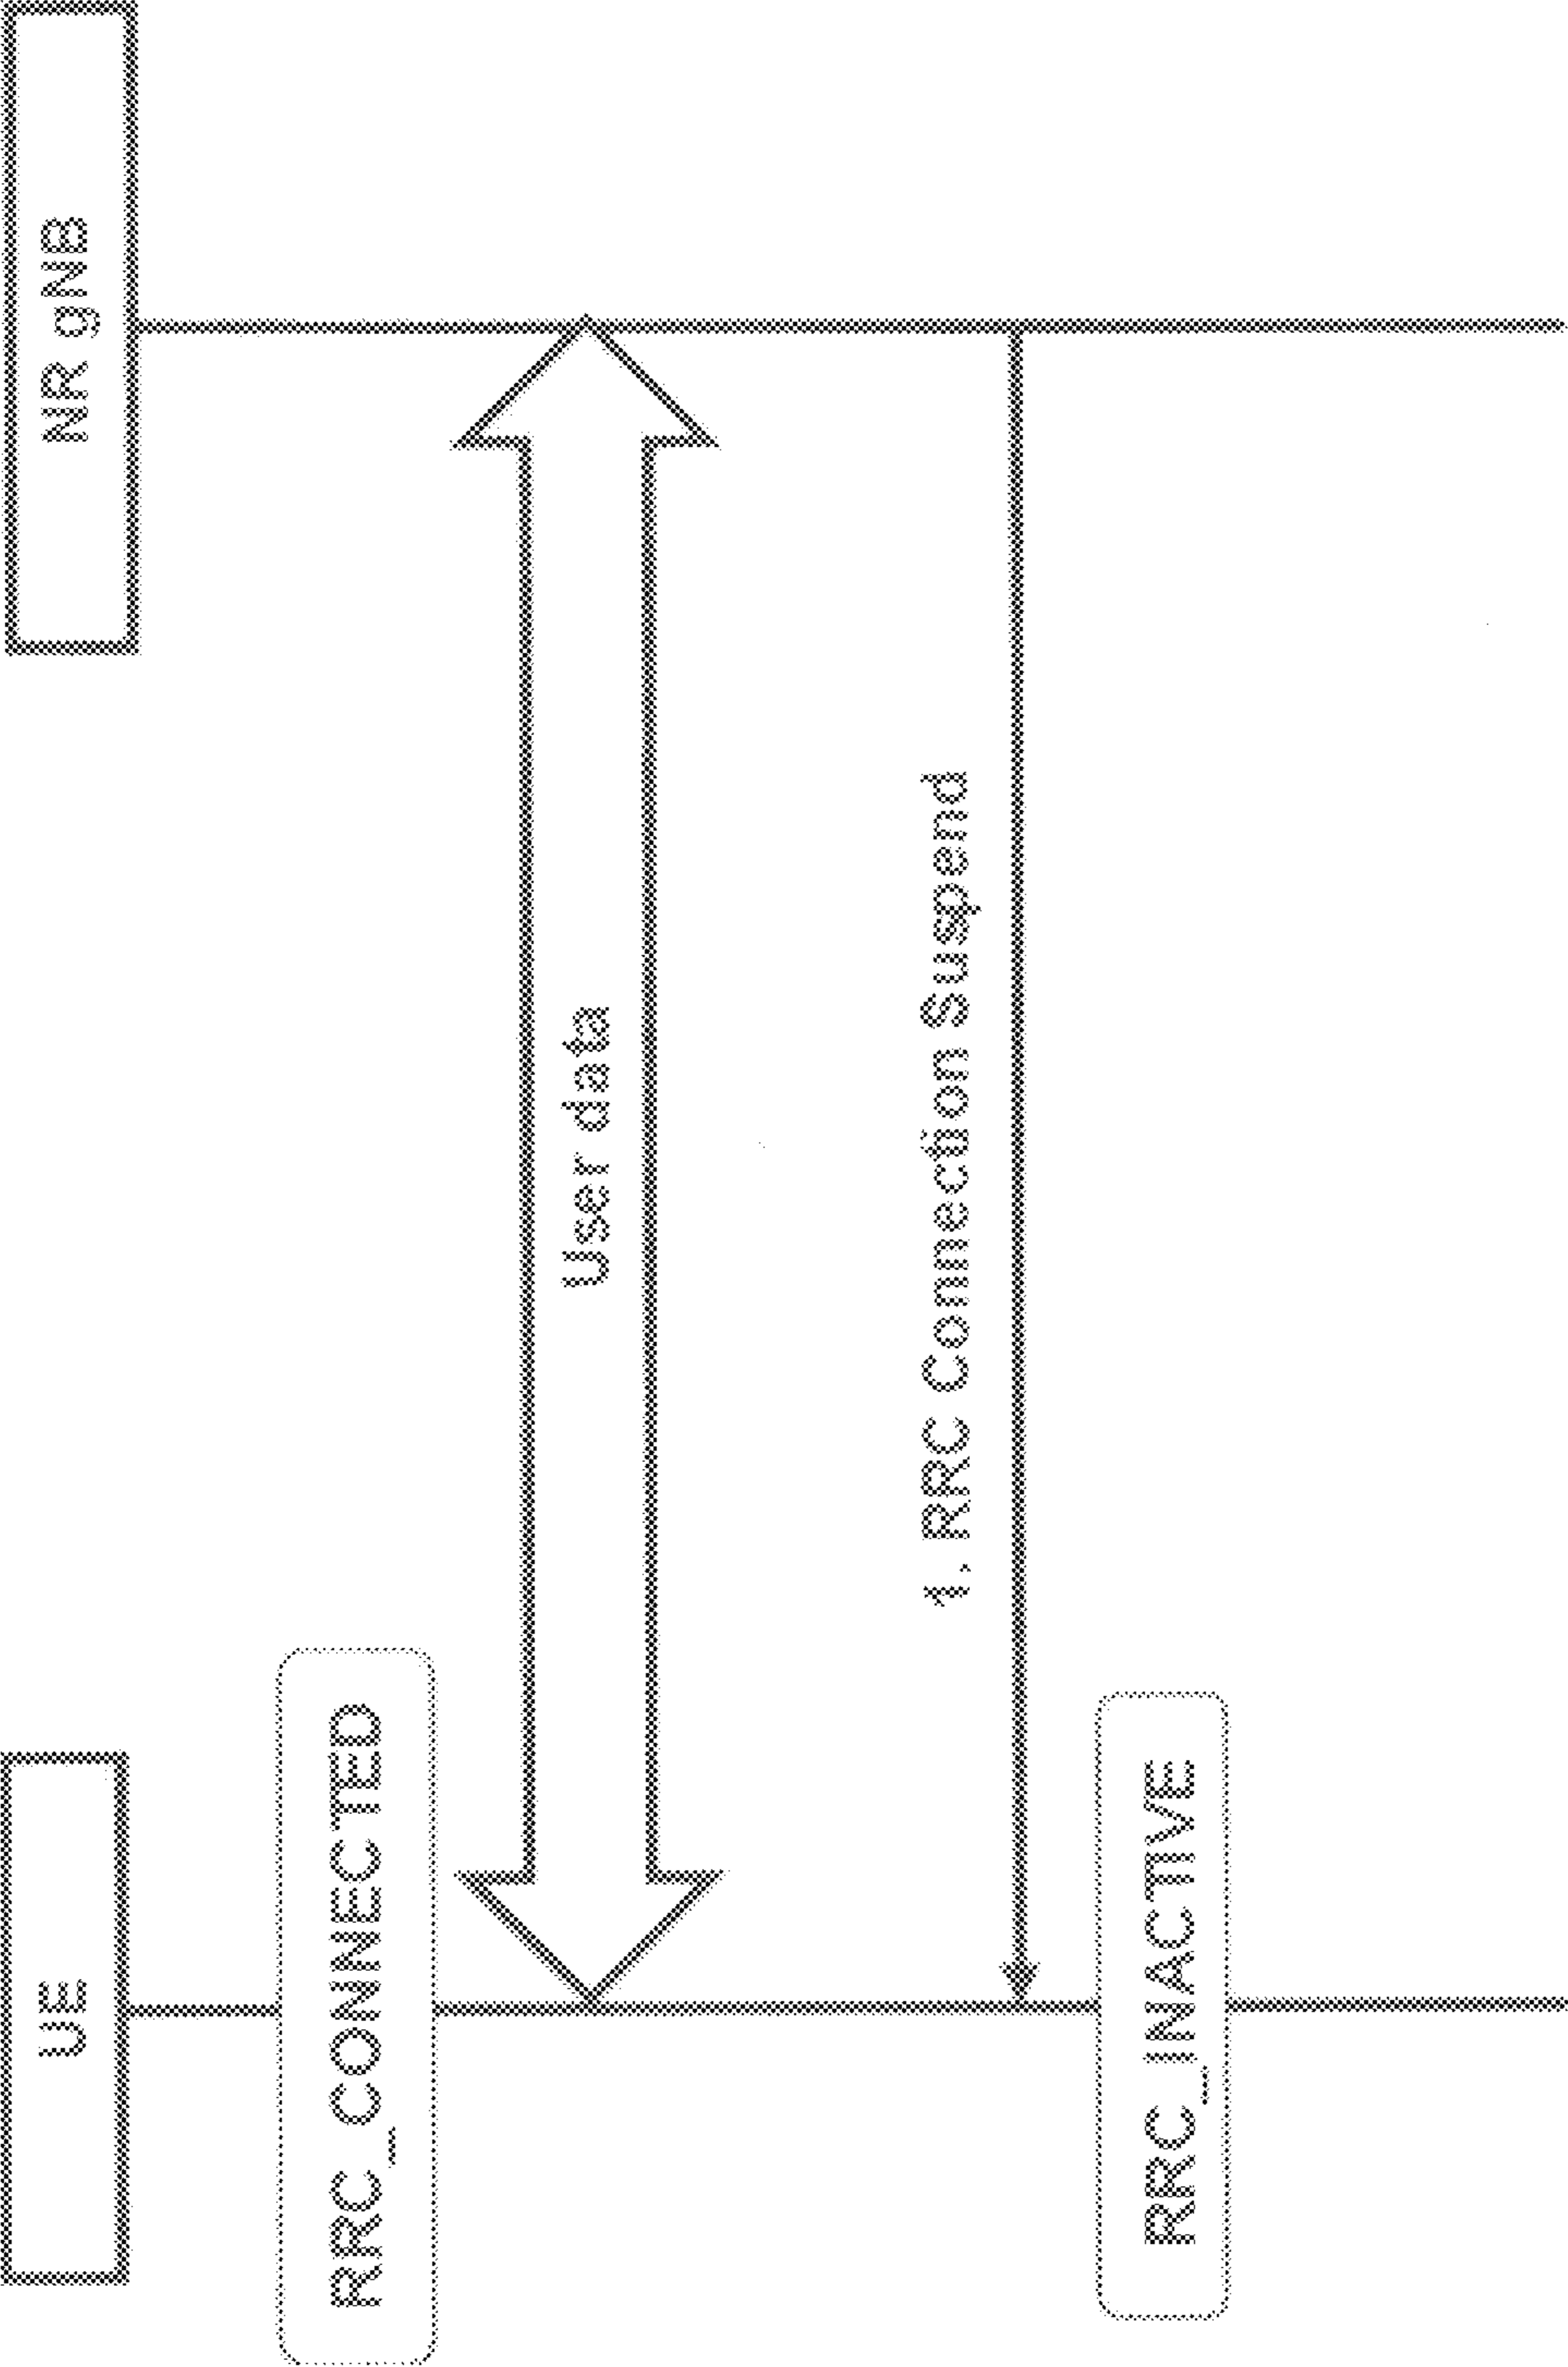 UE
NR gNB
RRC_CONNECTED
User data
1. RRC Connection Suspend
RRC_INACTIVE